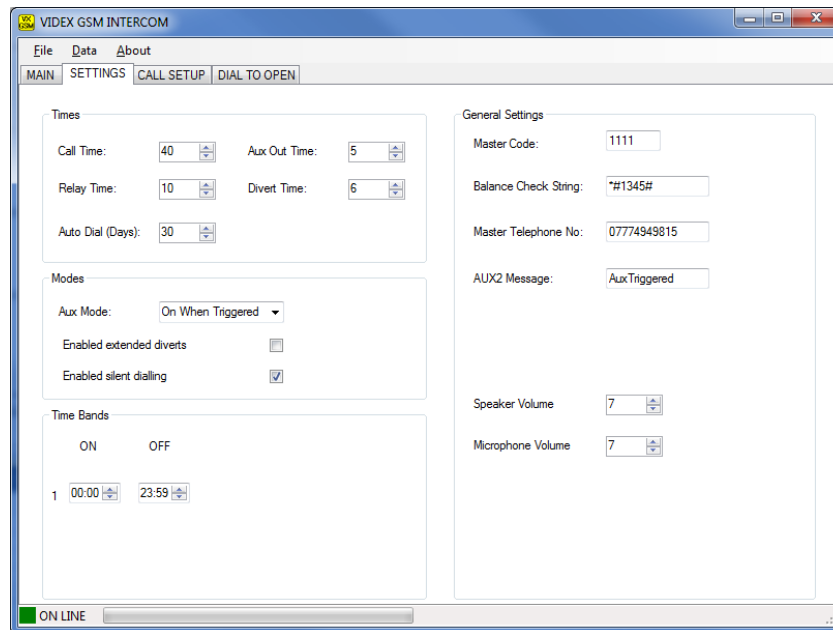 VIX GSM VIDEX GSM INTERCOM
File Data About
MAIN SETTINGS CALL SETUP DIAL TO OPEN
Times
Call Time: 40 Aux Out Time: 5
Relay Time: 10 Divert Time: 6
Auto Dial (Days): 30
Modes
Aux Mode: On When Triggered
Enabled extended diverts
Enabled silent dialling
Time Bands
ON OFF
1 00:00 23:59
General Settings
Master Code: 1111
Balance Check String: *#1345#
Master Telephone No: 07774949815
AUX2 Message: AuxTriggered
Speaker Volume 7
Microphone Volume 7
ON LINE